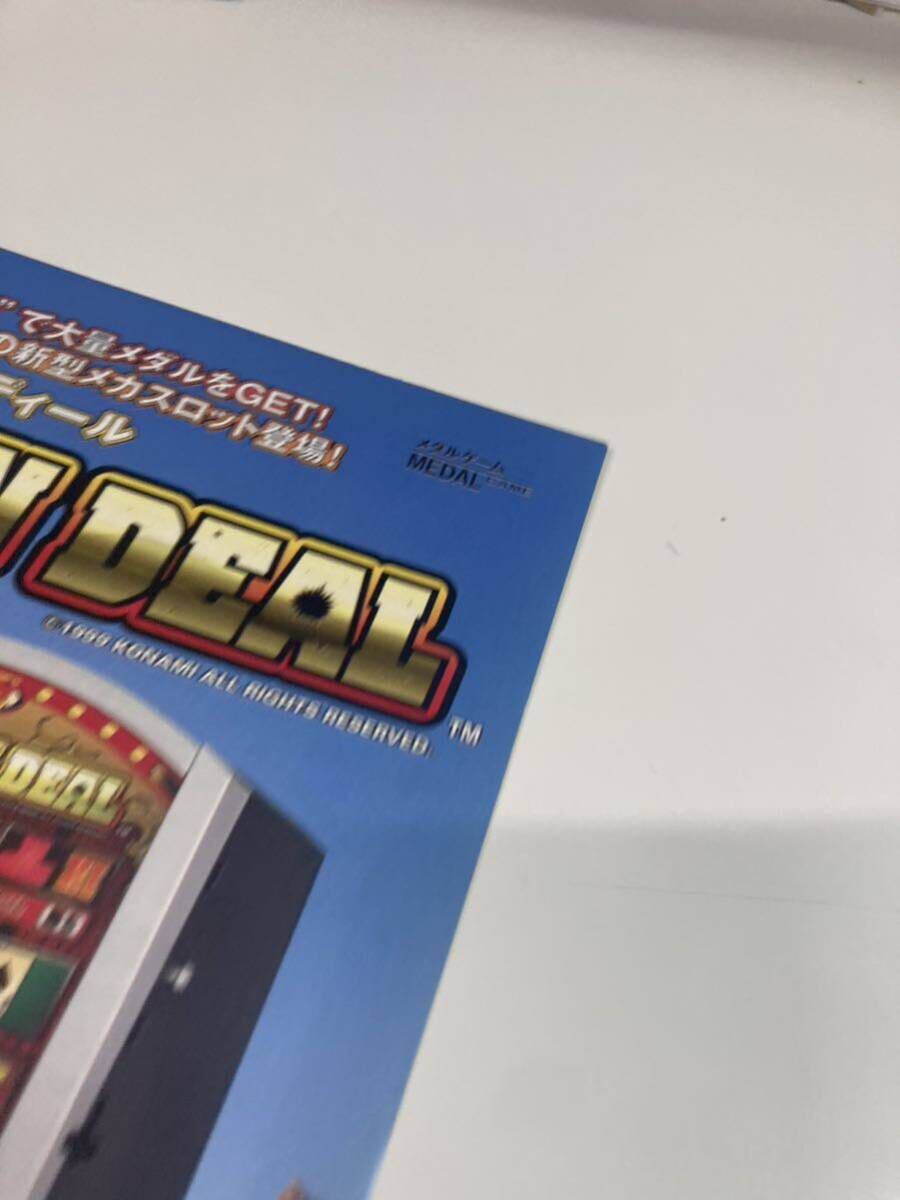 ”で大量メダルをGET!
の新型メカスロット登場!
ディール
メダルゲーム
MEDAL GAME
DEAL
TM
©1999 KONAMI ALL RIGHTS RESERVED.
DEAL